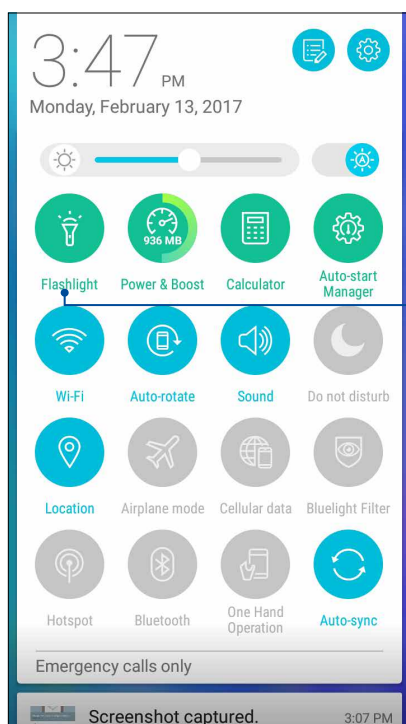 3:47 PM
Monday, February 13, 2017
A
936 MB
Flashlight Power & Boost Calculator Auto-start
Manager
Wi-Fi Auto-rotate Sound Do not disturb
Location Airplane mode Cellular data Bluelight Filter
Hotspot Bluetooth One Hand
Operation Auto-sync
Emergency calls only
Screenshot captured. 3:07 PM